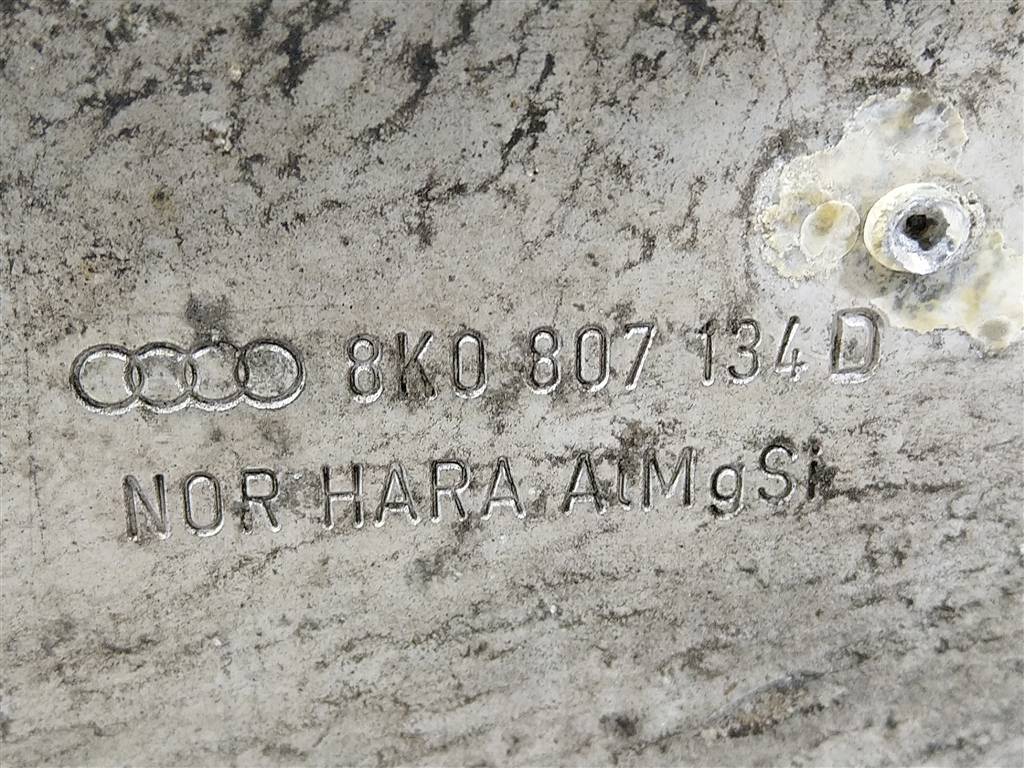 8K0 807 134 D
NOR HARA AlMgSi